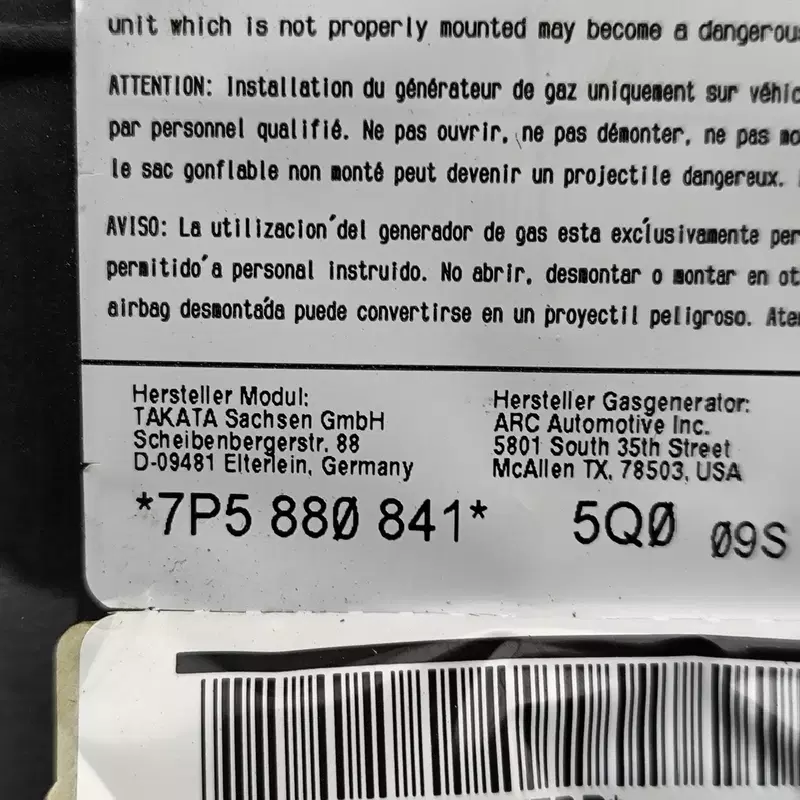 unit which is not properly mounted may become a dangerous
ATTENTION: Installation du générateur de gaz uniquement sur
par personnel qualifié. Ne pas ouvrir, ne pas démonter, ne pas
le sac gonflable non monté peut devenir un projectile dangereux.
AVISO: La utilizacion'del generador de gas esta exclusivamente
permitido'a personal instruido. No abrir, desmontar o montar en
airbag desmontada puede convertirse en un proyectil peligroso.
Hersteller Modul:
TAKATA Sachsen GmbH
Scheibenbergerstr. 88
D-09481 Elterlein, Germany
Hersteller Gasgenerator:
ARC Automotive Inc.
5801 South 35th Street
McAllen TX, 78503, USA
*7P5 880 841* 5Q0 09S